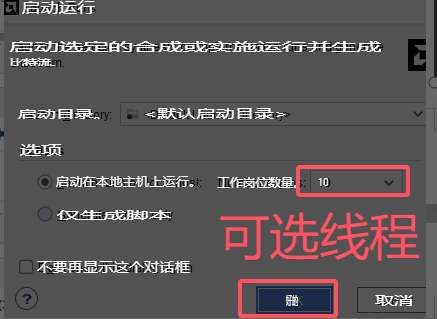 启动运行
启动选定的合成或实施运行并生成
比特流。
启动目录。 <默认启动目录>
选项
启动在本地主机上运行。 工作岗位数量。 10
仅生成脚本
可选线程
不要再显示这个对话框
? 取消